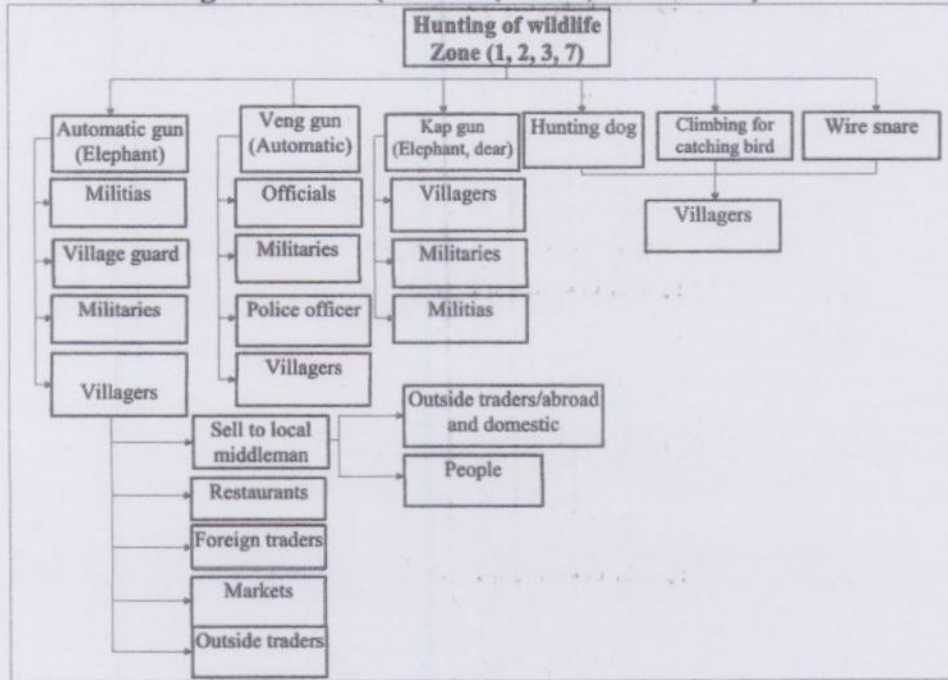 Hunting of wildlife
Zone (1, 2, 3, 7)
Automatic gun
(Elephant)
Veng gun
(Automatic)
Kap gun
(Elephant, dear)
Hunting dog
Climbing for
catching bird
Wire snare
Militias
Officials
Villagers
Villagers
Village guard
Militaries
Militaries
Militaries
Police officer
Militias
Villagers
Villagers
Sell to local
middleman
Outside traders/abroad
and domestic
People
Restaurants
Foreign traders
Markets
Outside traders